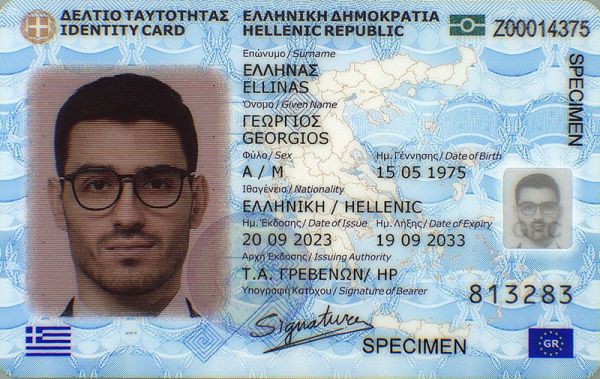 ΔΕΛΤΙΟ ΤΑΥΤΟΤΗΤΑΣ
IDENTITY CARD
ΕΛΛΗΝΙΚΗ ΔΗΜΟΚΡΑΤΙΑ
HELLENIC REPUBLIC
Z00014375
SPECIMEN
Επώνυμο / Surname
ΕΛΛΗΝΑΣ
ELLINAS
Όνομα / Given Name
ΓΕΩΡΓΙΟΣ
GEORGIOS
Φύλο / Sex Ημ. Γέννησης / Date of Birth
Α / M 15 05 1975
Ιθαγένεια / Nationality
ΕΛΛΗΝΙΚΗ / HELLENIC
Ημ. Έκδοσης / Date of Issue Ημ. Λήξης / Date of Expiry
20 09 2023 19 09 2033
Αρχή Έκδοσης / Issuing Authority
Τ.Α. ΓΡΕΒΕΝΩΝ/ HP
Υπογραφή Κατόχου / Signature of Bearer
813283
Signature
SPECIMEN
GR